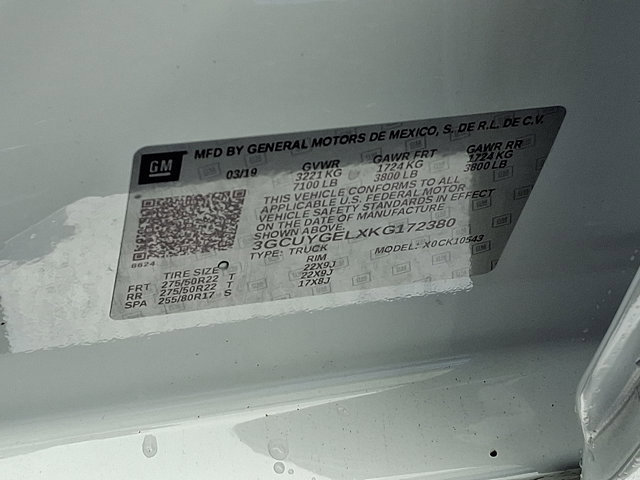 GM
MFD BY GENERAL MOTORS DE MEXICO, S. DE R.L. DE C.V.
03/19 GVWR GAWR FRT GAWR RR
3221 KG 1724 KG 1724 KG
7100 LB 3800 LB 3800 LB
THIS VEHICLE CONFORMS TO ALL
APPLICABLE U.S. FEDERAL MOTOR
VEHICLE SAFETY STANDARDS IN EFFECT
ON THE DATE OF MANUFACTURE
SHOWN ABOVE.
3GCUYGELXKG172380
6624 TYPE: TRUCK MODEL: X0CK10543
TIRE SIZE RIM
FRT 275/50R22 T 22X9J
RR 275/50R22 T 22X9J
SPA 255/80R17 S 17X8J